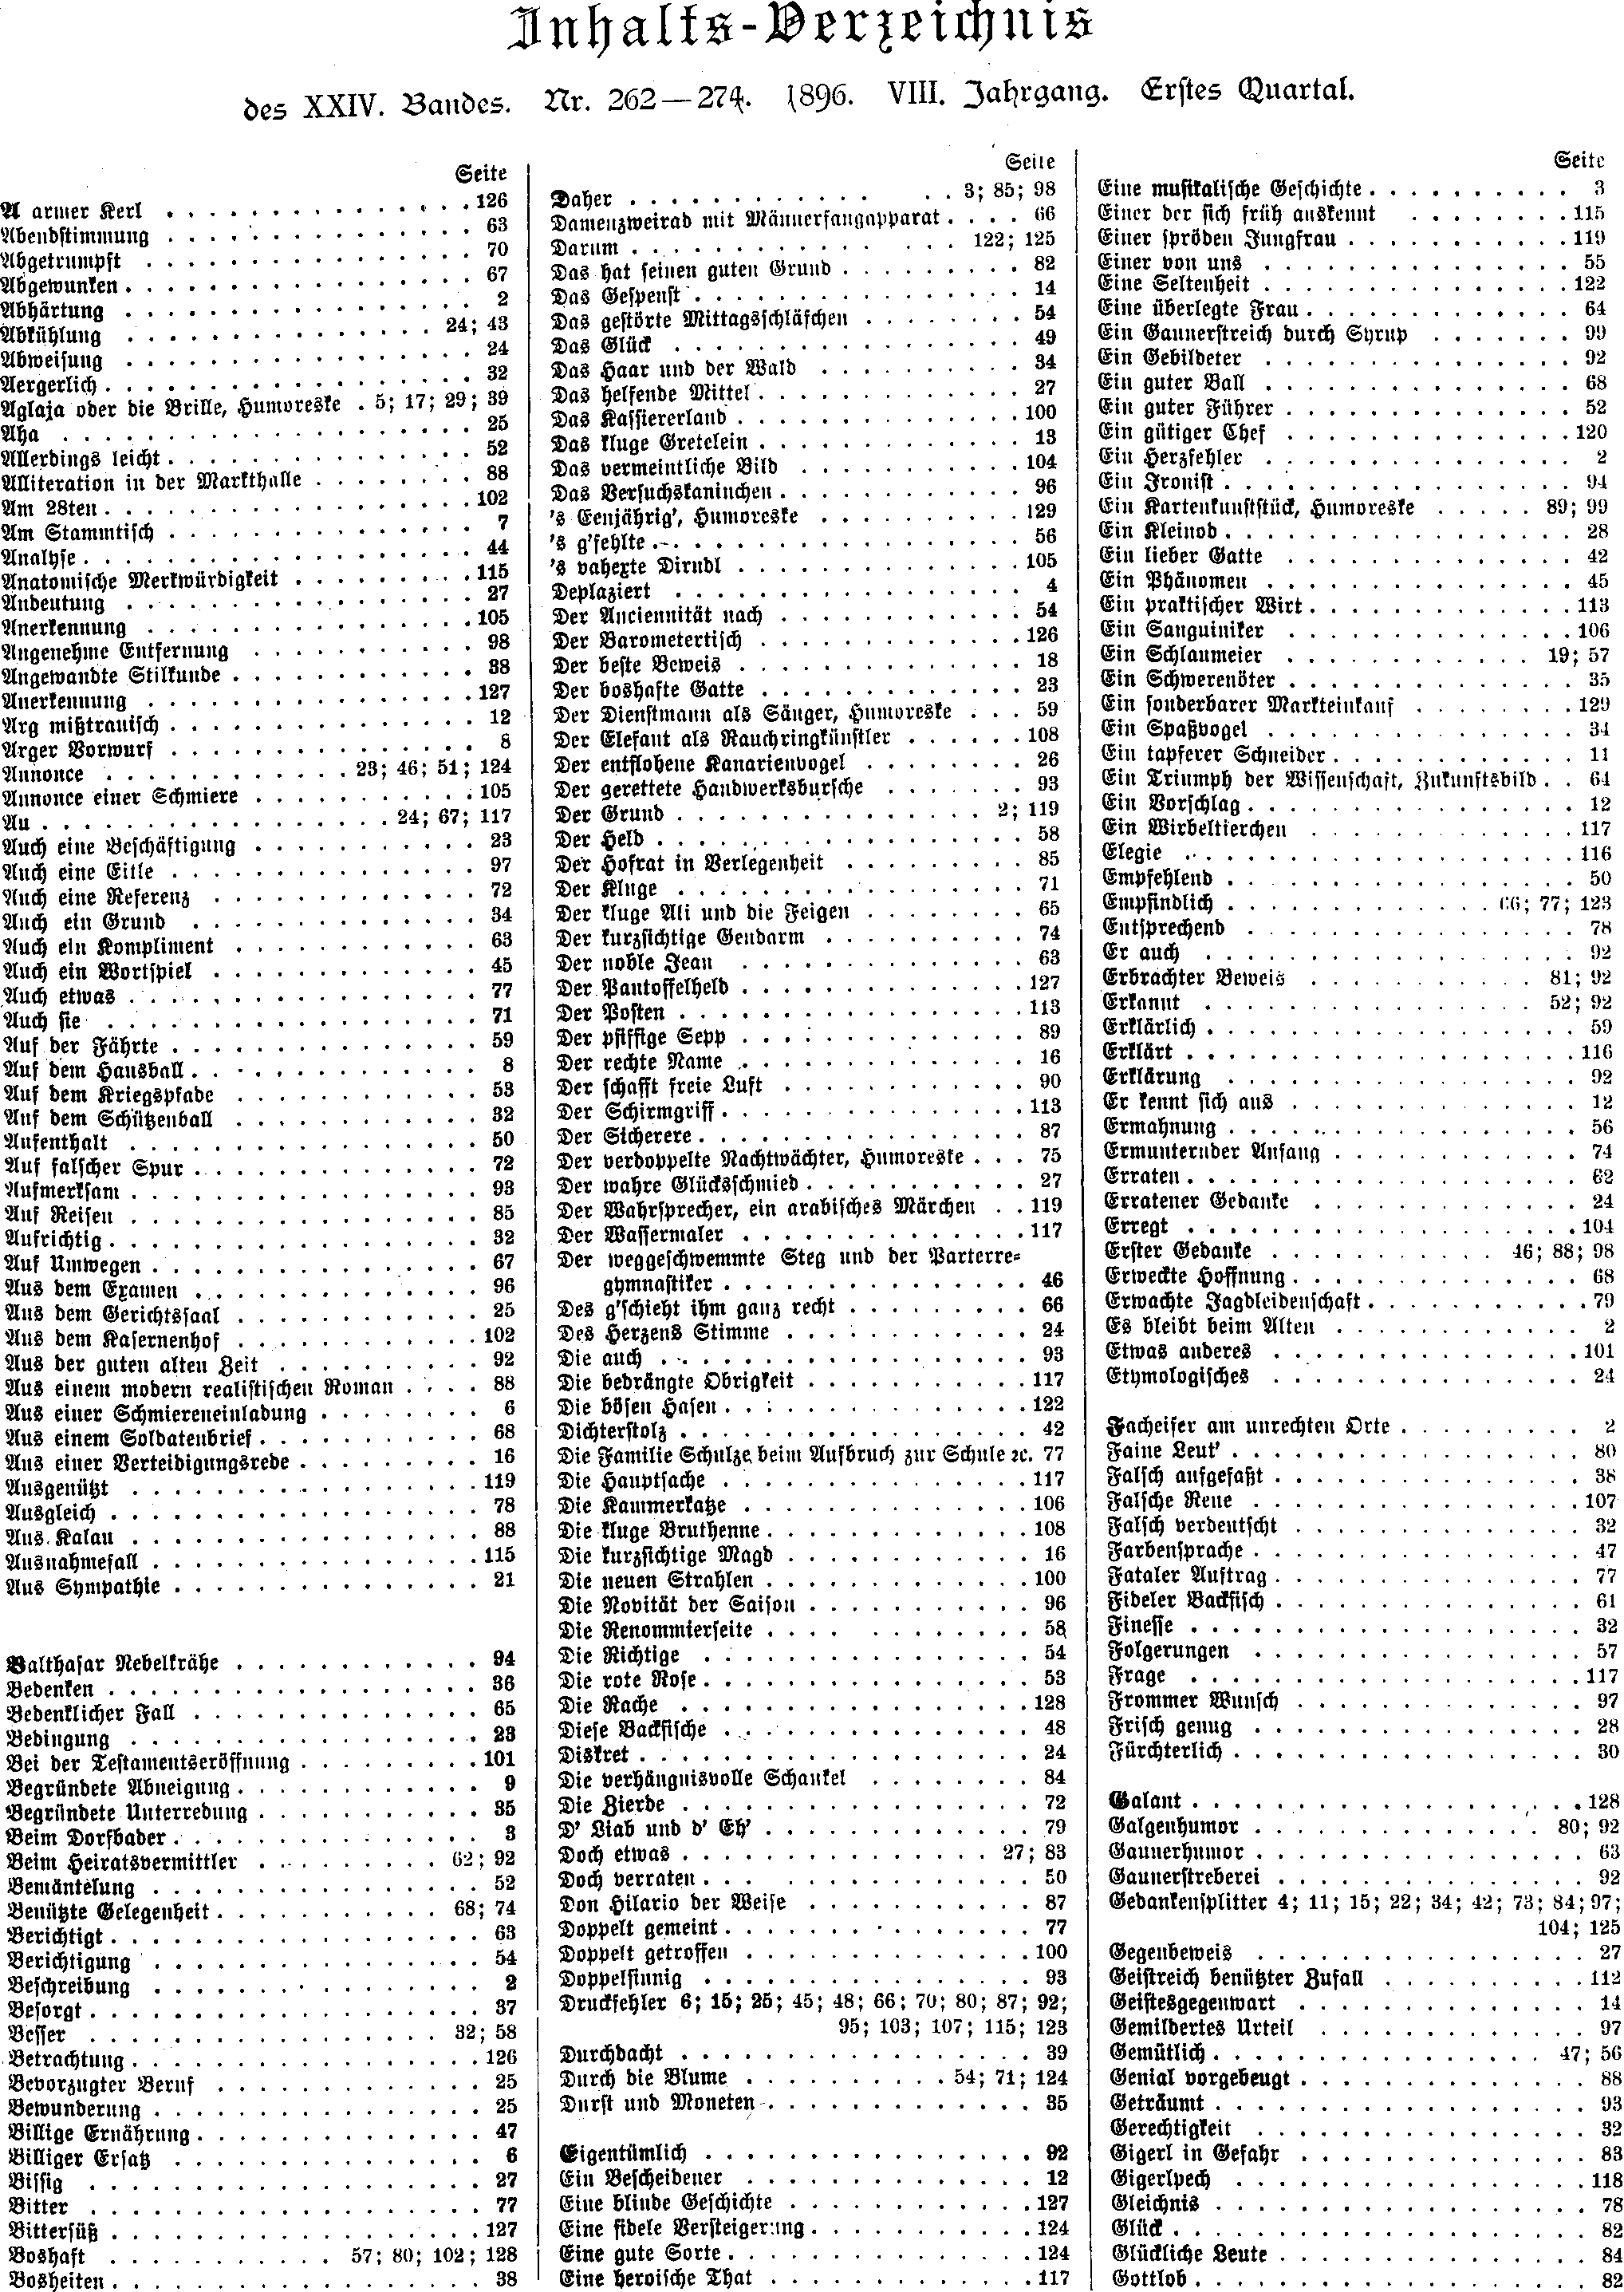 Inhalts-Verzeichnis
des XXIV. Bandes. Nr. 262—274. 1896. VIII. Jahrgang. Erstes Quartal.
Seite
A armer Kerl . . . 126
Abendstimmung . . . 63
Abgetrumpft . . . 70
Abgewunken . . . 67
Abhärtung . . . 2
Abkühlung . . . 24; 43
Abweisung . . . 24
Aergerlich . . . 32
Aglaja oder die Brille, Humoreske . 5; 17; 29; 39
Aha . . . 25
Allerdings leicht . . . 52
Alliteration in der Markthalle . . . 88
Am 28ten . . . 102
Am Stammtisch . . . 7
Analyse . . . 44
Anatomische Merkwürdigkeit . . . 115
Andeutung . . . 27
Anerkennung . . . 105
Angenehme Entfernung . . . 98
Angewandte Stilkunde . . . 38
Anerkennung . . . 127
Arg mißtrauisch . . . 12
Arger Vorwurf . . . 8
Annonce . . . 23; 46; 51; 124
Annonce einer Schmiere . . . 105
Au . . . 24; 67; 117
Auch eine Beschäftigung . . . 23
Auch eine Eitle . . . 97
Auch eine Referenz . . . 72
Auch ein Grund . . . 34
Auch ein Kompliment . . . 63
Auch ein Wortspiel . . . 45
Auch etwas . . . 77
Auch sie . . . 71
Auf der Fährte . . . 59
Auf dem Hausball . . . 8
Auf dem Kriegspfade . . . 53
Auf dem Schützenball . . . 32
Aufenthalt . . . 50
Auf falscher Spur . . . 72
Aufmerksam . . . 93
Auf Reisen . . . 85
Aufrichtig . . . 32
Auf Umwegen . . . 67
Aus dem Examen . . . 96
Aus dem Gerichtssaal . . . 25
Aus dem Kasernenhof . . . 102
Aus der guten alten Zeit . . . 92
Aus einem modern realistischen Roman . . . 88
Aus einer Schmiereneinladung . . . 6
Aus einem Soldatenbrief . . . 68
Aus einer Verteidigungsrede . . . 16
Ausgenützt . . . 119
Ausgleich . . . 78
Aus Kalau . . . 88
Ausnahmefall . . . 115
Aus Sympathie . . . 21
Balthasar Nebelkrähe . . . 94
Bedenken . . . 36
Bedenklicher Fall . . . 65
Bedingung . . . 23
Bei der Testamentseröffnung . . . 101
Begründete Abneigung . . . 9
Begründete Unterredung . . . 35
Beim Dorfbader . . . 3
Beim Heiratsvermittler . . . 62; 92
Bemäntelung . . . 52
Benützte Gelegenheit . . . 68; 74
Berichtigt . . . 63
Berichtigung . . . 54
Beschreibung . . . 2
Besorgt . . . 37
Besser . . . 32; 58
Betrachtung . . . 126
Bevorzugter Beruf . . . 25
Bewunderung . . . 25
Billige Ernährung . . . 47
Billiger Ersatz . . . 6
Bissig . . . 27
Bitter . . . 77
Bittersüß . . . 127
Boshaft . . . 57; 80; 102; 128
Bosheiten . . . 38
Seite
Daher . . . 3; 85; 98
Damenzweirad mit Männerfangapparat . . . 66
Darum . . . 122; 125
Das hat seinen guten Grund . . . 82
Das Gespenst . . . 14
Das gestörte Mittagsschläfchen . . . 54
Das Glück . . . 49
Das Haar und der Wald . . . 34
Das helfende Mittel . . . 27
Das Kassiererland . . . 100
Das kluge Gretelein . . . 13
Das vermeintliche Bild . . . 104
Das Versuchskaninchen . . . 96
's Eenjährig', Humoreske . . . 129
's g'fehlte . . . 56
's vahexte Dirndl . . . 105
Deplaziert . . . 4
Der Anciennität nach . . . 54
Der Barometertisch . . . 126
Der beste Beweis . . . 18
Der boshafte Gatte . . . 23
Der Dienstmann als Sänger, Humoreske . . . 59
Der Elefant als Rauchringkünstler . . . 108
Der entflohene Kanarienvogel . . . 26
Der gerettete Handwerksbursche . . . 93
Der Grund . . . 2; 119
Der Held . . . 58
Der Hofrat in Verlegenheit . . . 85
Der Kluge . . . 71
Der kluge Ali und die Feigen . . . 65
Der kurzsichtige Gendarm . . . 74
Der noble Jean . . . 63
Der Pantoffelheld . . . 127
Der Posten . . . 113
Der pfiffige Sepp . . . 89
Der rechte Name . . . 16
Der schafft freie Luft . . . 90
Der Schirmgriff . . . 113
Der Sicherere . . . 87
Der verdoppelte Nachtwächter, Humoreske . . . 75
Der wahre Glücksschmied . . . 27
Der Wahrsprecher, ein arabisches Märchen . . 119
Der Wassermaler . . . 117
Der weggeschwemmte Steg und der Parterre-
gymnastiker . . . 46
Des g'schieht ihm ganz recht . . . 66
Des Herzens Stimme . . . 24
Die auch . . . 93
Die bedrängte Obrigkeit . . . 117
Die bösen Hasen . . . 122
Dichterstolz . . . 42
Die Familie Schulze beim Aufbruch zur Schule ꝛc. 77
Die Hauptsache . . . 117
Die Kammerkatze . . . 106
Die kluge Bruthenne . . . 108
Die kurzsichtige Magd . . . 16
Die neuen Strahlen . . . 100
Die Novität der Saison . . . 96
Die Renommierseite . . . 58
Die Richtige . . . 54
Die rote Rose . . . 53
Die Rache . . . 128
Diese Backfische . . . 48
Diskret . . . 24
Die verhängnisvolle Schaukel . . . 84
Die Zierde . . . 72
D' Liab und d' Eh' . . . 79
Doch etwas . . . 27; 83
Doch verraten . . . 50
Don Hilario der Weise . . . 87
Doppelt gemeint . . . 77
Doppelt getroffen . . . 100
Doppelsinnig . . . 93
Druckfehler 6; 15; 25; 45; 48; 66; 70; 80; 87; 92;
95; 103; 107; 115; 123
Durchdacht . . . 39
Durch die Blume . . . 54; 71; 124
Durst und Moneten . . . 35
Eigentümlich . . . 92
Ein Bescheidener . . . 12
Eine blinde Geschichte . . . 127
Eine fidele Versteigerung . . . 124
Eine gute Sorte . . . 124
Eine heroische That . . . 117
Seite
Eine musikalische Geschichte . . . 3
Einer der sich früh auskennt . . . 115
Einer spröden Jungfrau . . . 119
Einer von uns . . . 55
Eine Seltenheit . . . 122
Eine überlegte Frau . . . 64
Ein Gaunerstreich durch Syrup . . . 99
Ein Gebildeter . . . 92
Ein guter Ball . . . 68
Ein guter Führer . . . 52
Ein gütiger Chef . . . 120
Ein Herzfehler . . . 2
Ein Ironist . . . 94
Ein Kartenkunststück, Humoreske . . . 89; 99
Ein Kleinod . . . 28
Ein lieber Gatte . . . 42
Ein Phänomen . . . 45
Ein praktischer Wirt . . . 113
Ein Sanguiniker . . . 106
Ein Schlaumeier . . . 19; 57
Ein Schwerenöter . . . 35
Ein sonderbarer Markteinkauf . . . 129
Ein Spaßvogel . . . 34
Ein tapferer Schneider . . . 11
Ein Triumph der Wissenschaft, Zukunftsbild . . 64
Ein Vorschlag . . . 12
Ein Wirbeltierchen . . . 117
Elegie . . . 116
Empfehlend . . . 50
Empfindlich . . . 66; 77; 123
Entsprechend . . . 78
Er auch . . . 92
Erbrachter Beweis . . . 81; 92
Erkannt . . . 52; 92
Erklärlich . . . 59
Erklärt . . . 116
Erklärung . . . 92
Er kennt sich aus . . . 12
Ermahnung . . . 56
Ermunternder Anfang . . . 74
Erraten . . . 62
Erratener Gedanke . . . 24
Erregt . . . 104
Erster Gedanke . . . 46; 88; 98
Erweckte Hoffnung . . . 68
Erwachte Jagdleidenschaft . . . 79
Es bleibt beim Alten . . . 2
Etwas anderes . . . 101
Etymologisches . . . 24
Facheifer am unrechten Orte . . . 2
Faine Leut' . . . 80
Falsch aufgefaßt . . . 38
Falsche Reue . . . 107
Falsch verdeutscht . . . 32
Farbensprache . . . 47
Fataler Auftrag . . . 77
Fideler Backfisch . . . 61
Finesse . . . 32
Folgerungen . . . 57
Frage . . . 117
Frommer Wunsch . . . 97
Frisch genug . . . 28
Fürchterlich . . . 30
Galant . . . 128
Galgenhumor . . . 80; 92
Gaunerhumor . . . 63
Gaunerstreberei . . . 92
Gedankensplitter 4; 11; 15; 22; 34; 42; 73; 84; 97;
104; 125
Gegenbeweis . . . 27
Geistreich benützter Zufall . . . 112
Geistesgegenwart . . . 14
Gemildertes Urteil . . . 97
Gemütlich . . . 47; 56
Genial vorgebeugt . . . 88
Geträumt . . . 93
Gerechtigkeit . . . 32
Gigerl in Gefahr . . . 83
Gigerlpech . . . 118
Gleichnis . . . 78
Glück . . . 82
Glückliche Leute . . . 84
Gottlob . . . 82